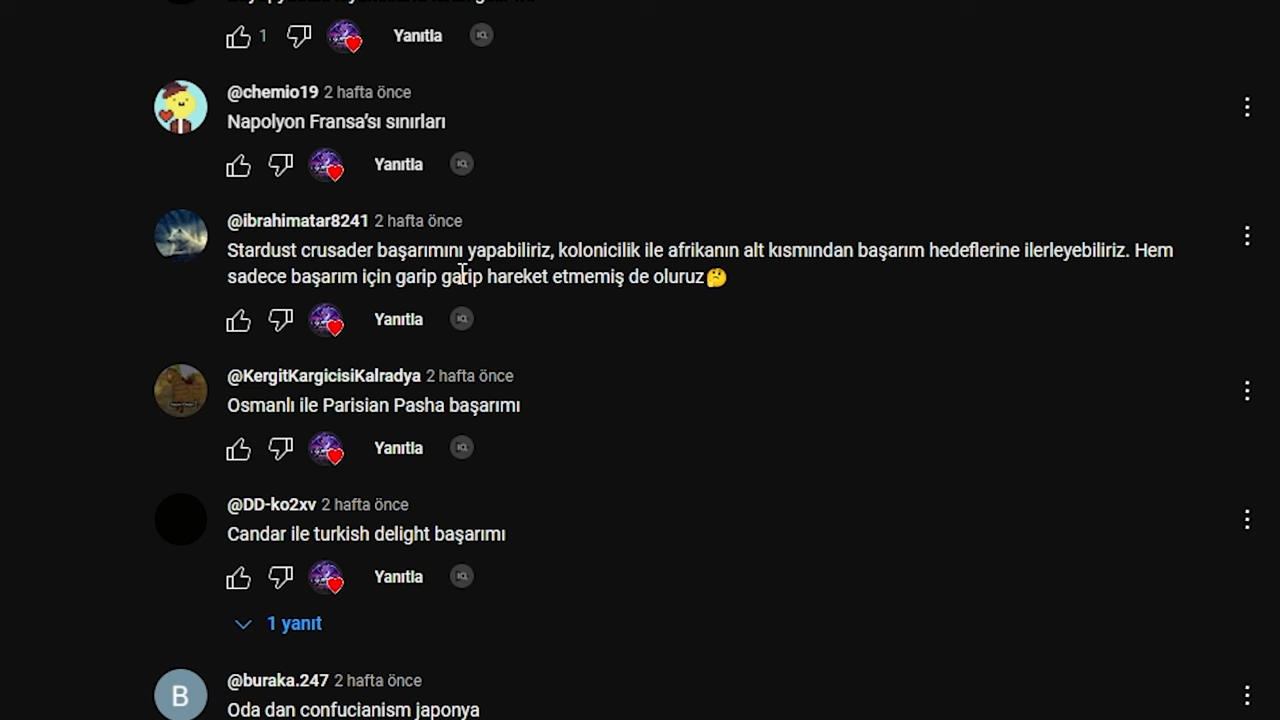 1 Yanıtla
@chemio19 2 hafta önce
Napolyon Fransa’sı sınırları
Yanıtla
@ibrahimatar8241 2 hafta önce
Stardust crusader başarımını yapabiliriz, kolonicilik ile afrikanın alt kısmından başarım hedeflerine ilerleyebiliriz. Hem
sadece başarım için garip garip hareket etmemiş de oluruz🤔
Yanıtla
@KergitKargicisiKalradya 2 hafta önce
Osmanlı ile Parisian Pasha başarımı
Yanıtla
@DD-ko2xv 2 hafta önce
Candar ile turkish delight başarımı
Yanıtla
1 yanıt
B
@buraka.247 2 hafta önce
Oda dan confucianism japonya